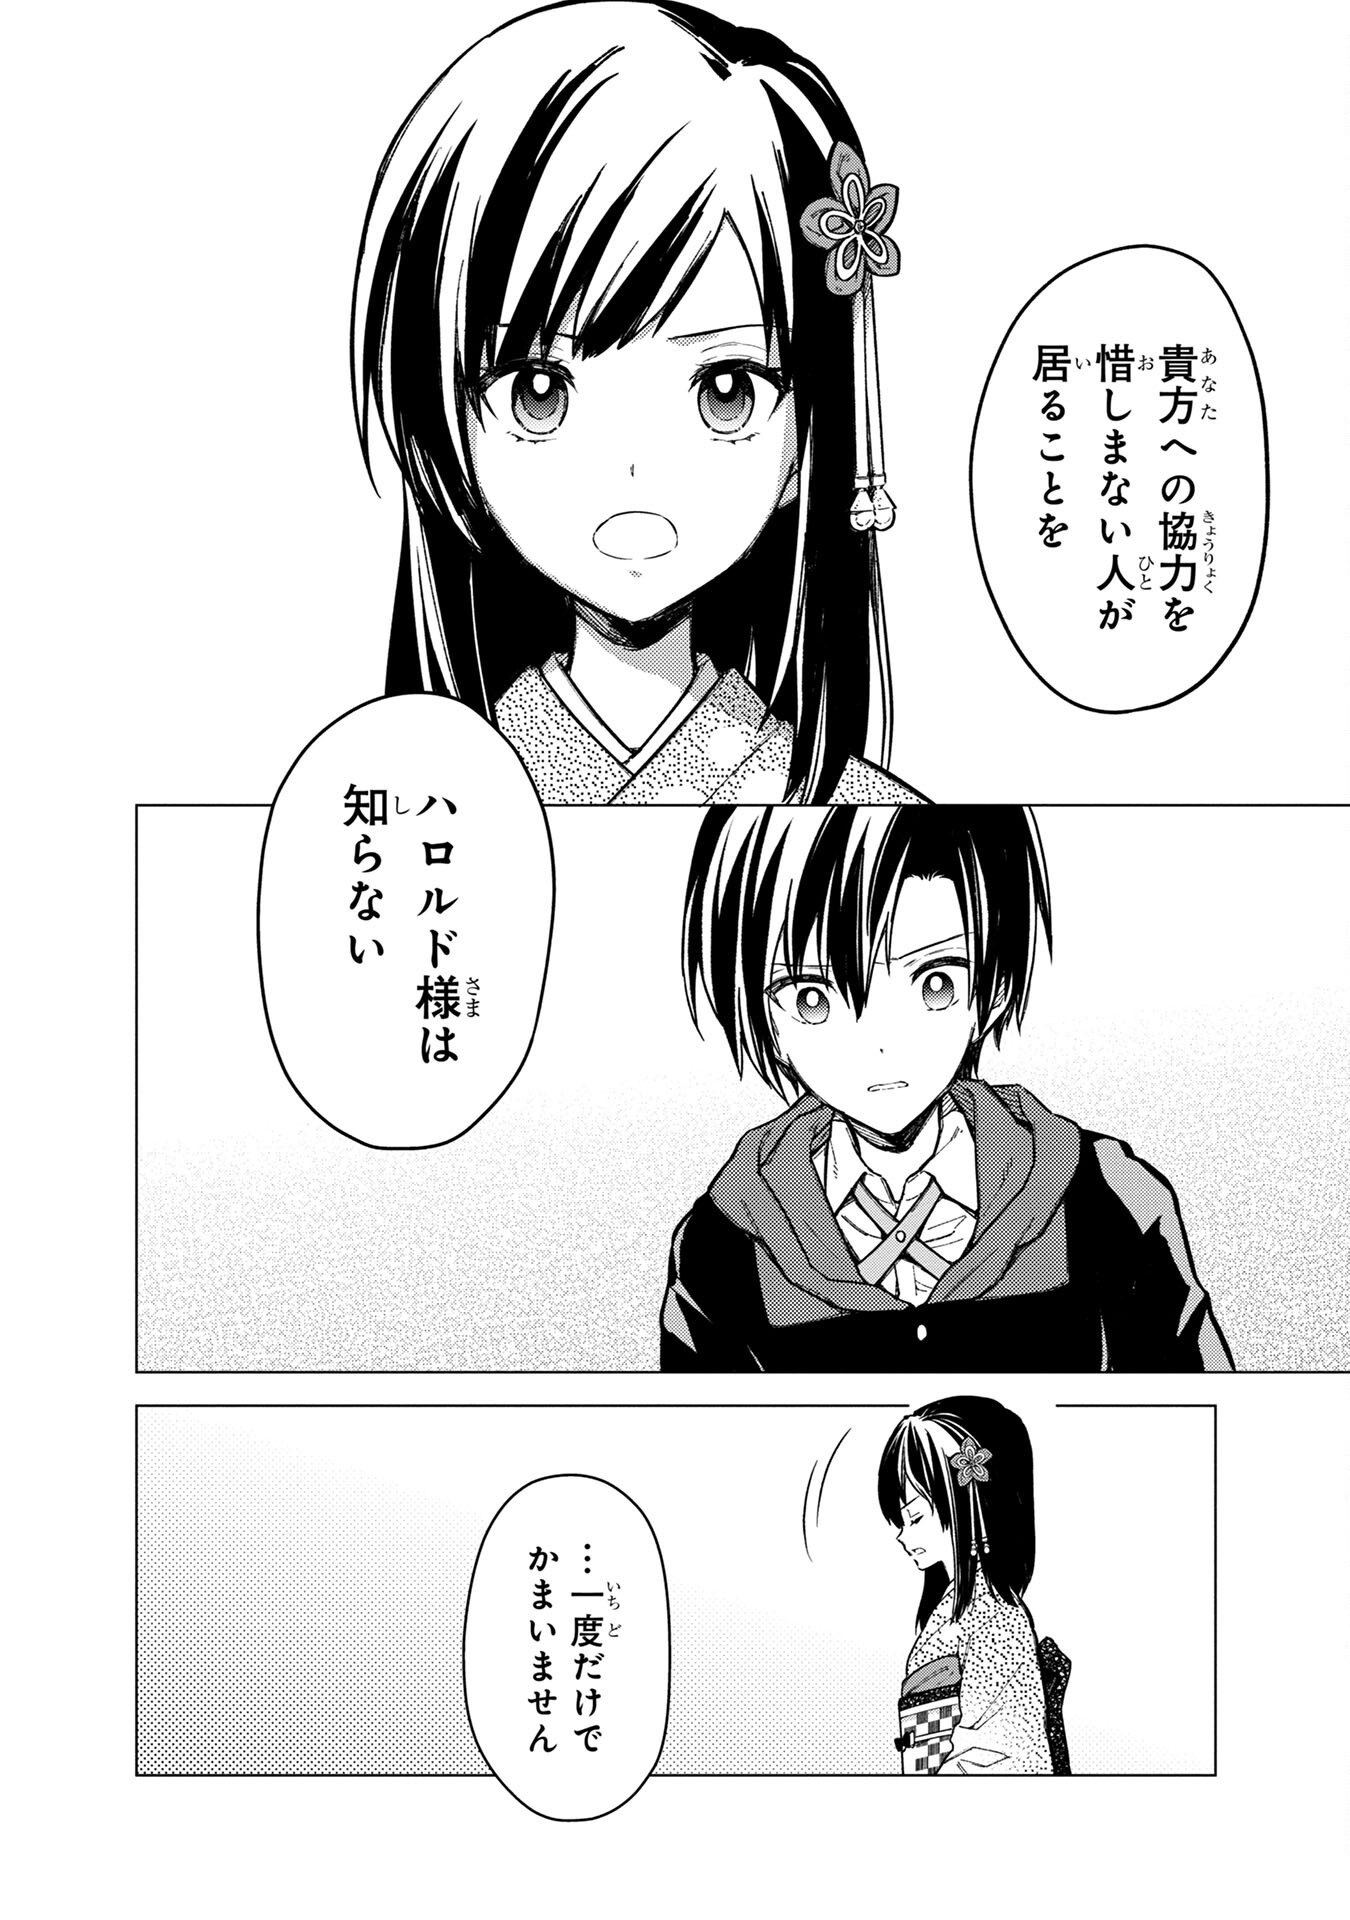 貴方への協力を
惜しまない人が
居ることを
ハロルド様は
知らない
…一度だけで
かまいません